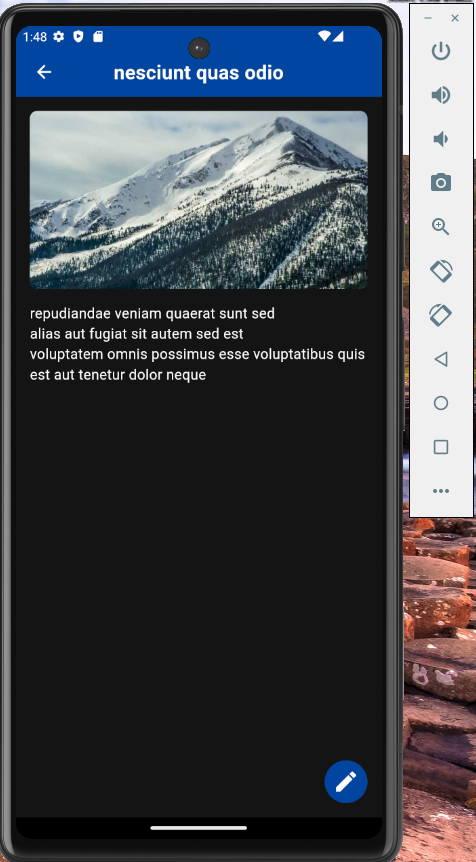 1:48
nesciunt quas odio
repudiandae veniam quaerat sunt sed
alias aut fugiat sit autem sed est
voluptatem omnis possimus esse voluptatibus quis
est aut tenetur dolor neque